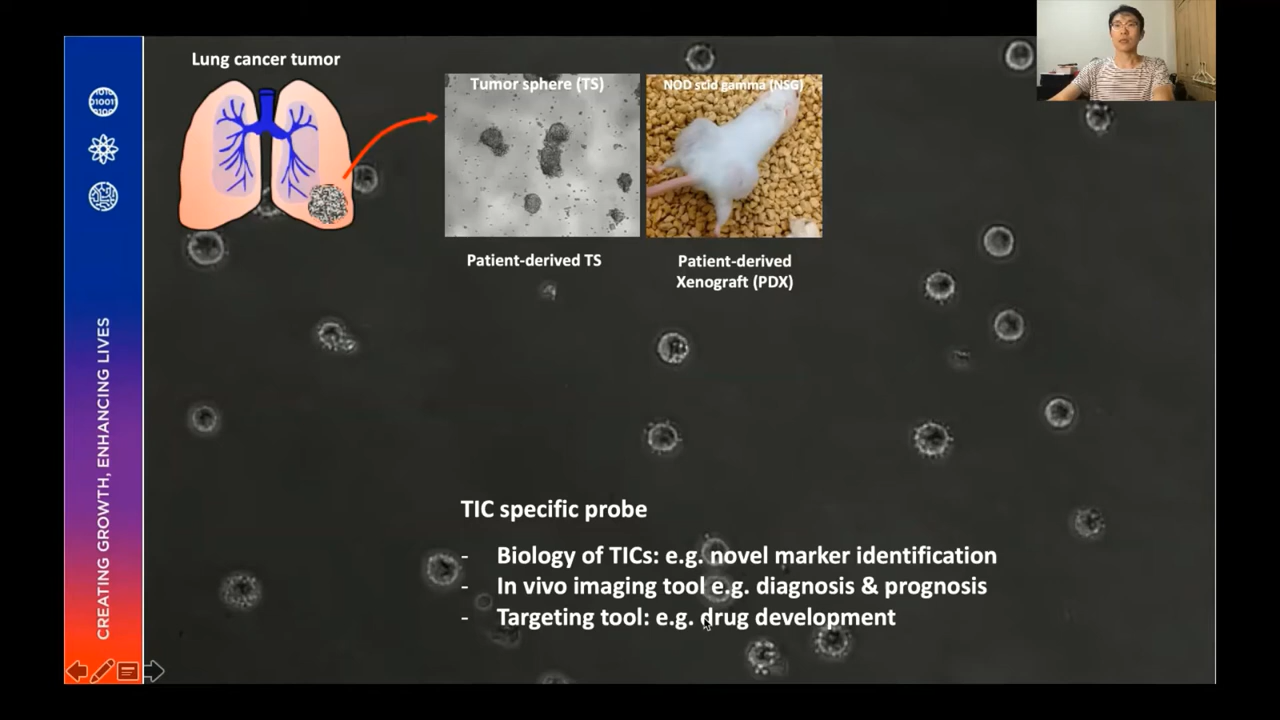 Lung cancer tumor
Tumor sphere (TS)
NOD scid gamma (NSG)
Patient-derived TS
Patient-derived
Xenograft (PDX)
TIC specific probe
- Biology of TICs: e.g. novel marker identification
- In vivo imaging tool e.g. diagnosis & prognosis
- Targeting tool: e.g. drug development
CREATING GROWTH, ENHANCING LIVES